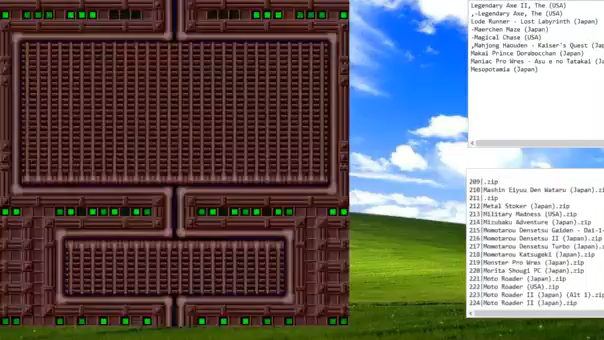 Legendary Axe II, The (USA)
,-Legendary Axe, The (USA)
Lode Runner - Lost Labyrinth (Japan)
-Maerchen Maze (Japan)
-Magical Chase (USA)
,Mahjong Haouden - Kaiser's Quest (Jap
Makai Prince Dorabocchan (Japan)
Maniac Pro Wres - Asu e no Tatakai (Ja
Mesopotamia (Japan)
209|.zip
210|Mashin Eiyuu Den Wataru (Japan).zi
211|.zip
212|Metal Stoker (Japan).zip
213|Military Madness (USA).zip
214|Mizubaku Adventure (Japan).zip
215|Momotarou Densetsu Gaiden - Dai-1-
216|Momotarou Densetsu II (Japan).zip
217|Momotarou Densetsu Turbo (Japan).zi
218|Momotarou Katsugeki (Japan).zip
219|Monster Pro Wres (Japan).zip
220|Morita Shougi PC (Japan).zip
221|Moto Roader (Japan).zip
222|Moto Roader (USA).zip
223|Moto Roader II (Japan) (Alt 1).zip
224|Moto Roader II (Japan).zip